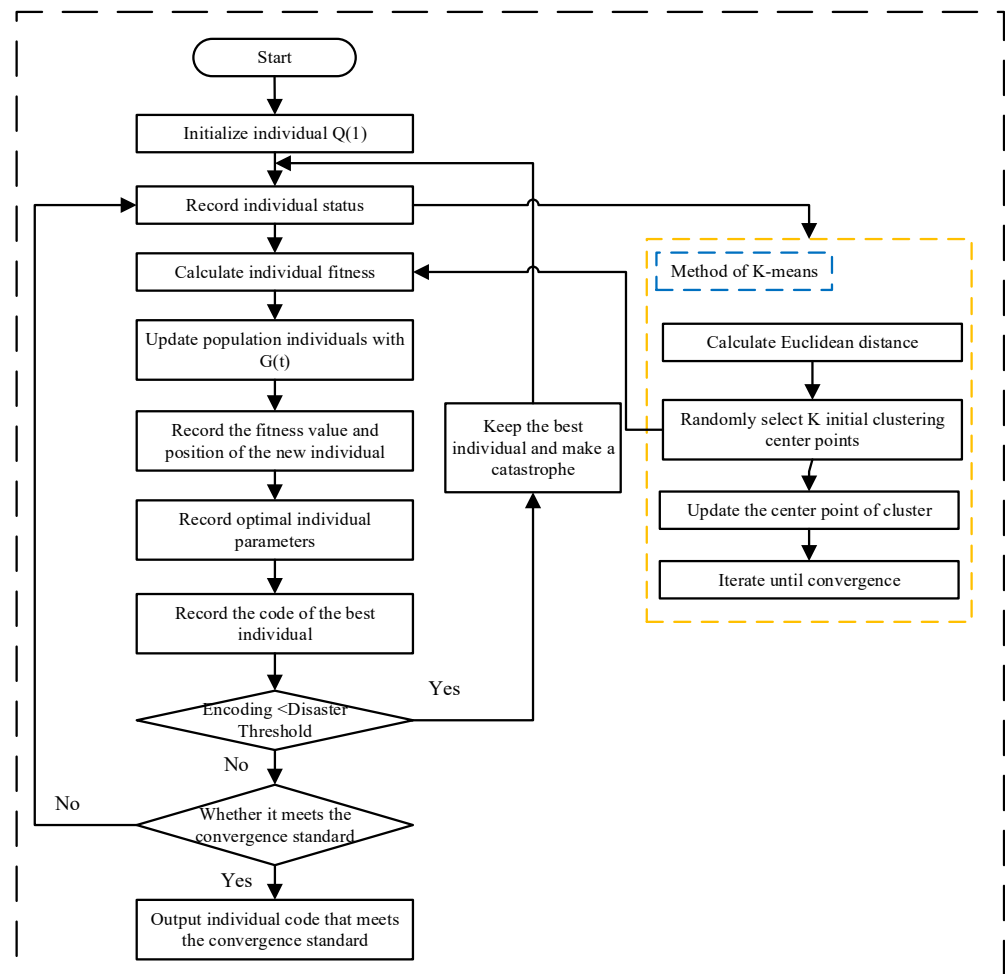 Start
Initialize individual Q(1)
Record individual status
Calculate individual fitness
Update population individuals with
G(t)
Record the fitness value and
position of the new individual
Record optimal individual
parameters
Record the code of the best
individual
Encoding <Disaster
Threshold
Yes
No
Whether it meets the
convergence standard
No
Yes
Output individual code that meets
the convergence standard
Keep the best
individual and make a
catastrophe
Method of K-means
Calculate Euclidean distance
Randomly select K initial clustering
center points
Update the center point of cluster
Iterate until convergence